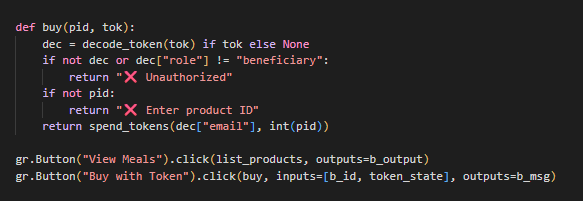 def buy(pid, tok):
    dec = decode_token(tok) if tok else None
    if not dec or dec["role"] != "beneficiary":
        return "❌ Unauthorized"
    if not pid:
        return "❌ Enter product ID"
    return spend_tokens(dec["email"], int(pid))
gr.Button("View Meals").click(list_products, outputs=b_output)
gr.Button("Buy with Token").click(buy, inputs=[b_id, token_state], outputs=b_msg)